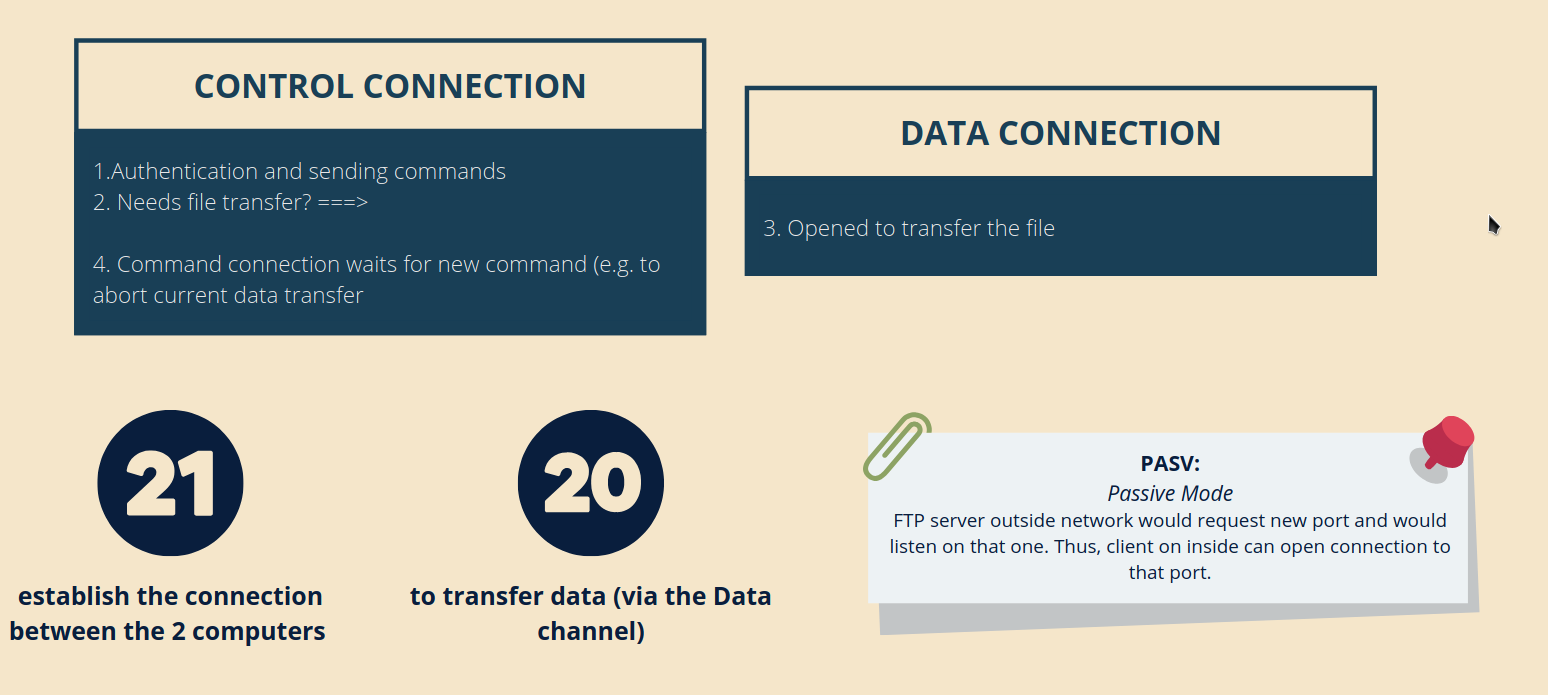 CONTROL CONNECTION
1.Authentication and sending commands
2. Needs file transfer? ===>
4. Command connection waits for new command (e.g. to
abort current data transfer
DATA CONNECTION
3. Opened to transfer the file
21
establish the connection
between the 2 computers
20
to transfer data (via the Data
channel)
PASV:
Passive Mode
FTP server outside network would request new port and would
listen on that one. Thus, client on inside can open connection to
that port.